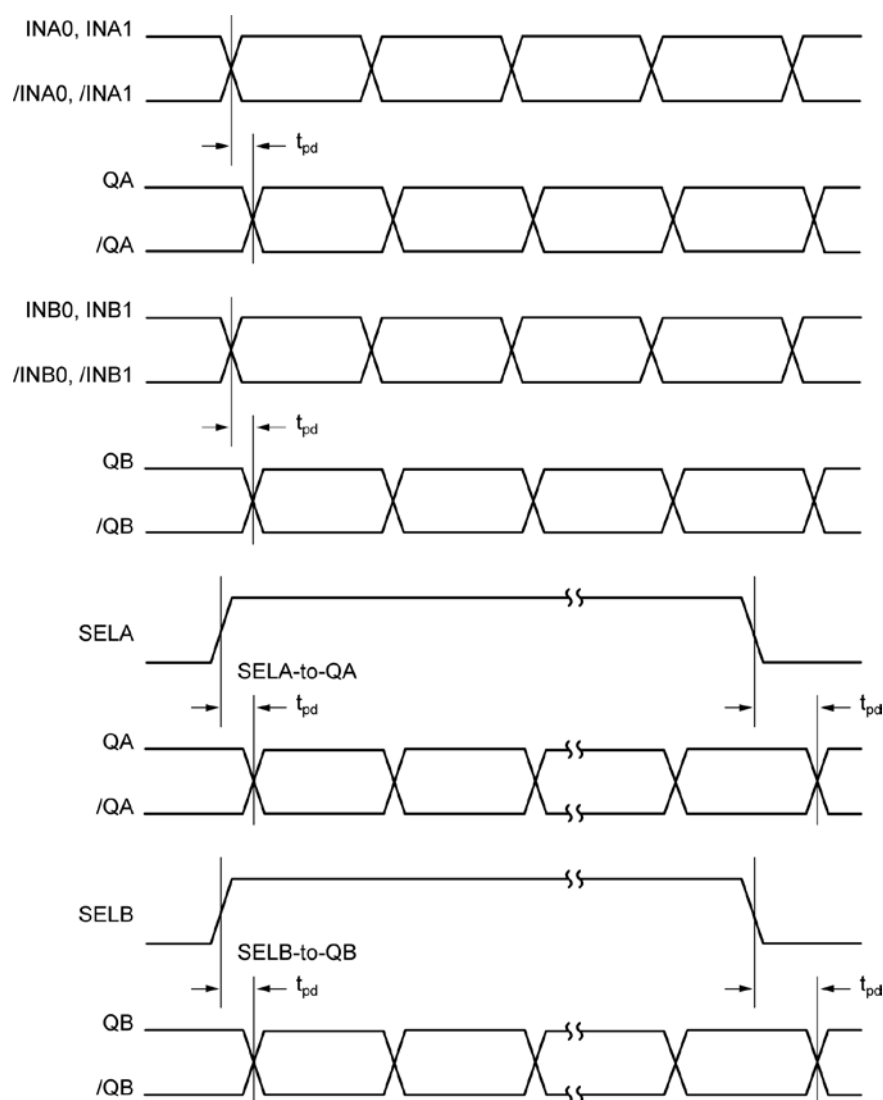 INA0, INA1
/INA0, /INA1
tpd
QA
/QA
INB0, INB1
/INB0, /INB1
tpd
QB
/QB
SELA
SELA-to-QA
tpd
tpd
QA
/QA
SELB
SELB-to-QB
tpd
tpd
QB
/QB